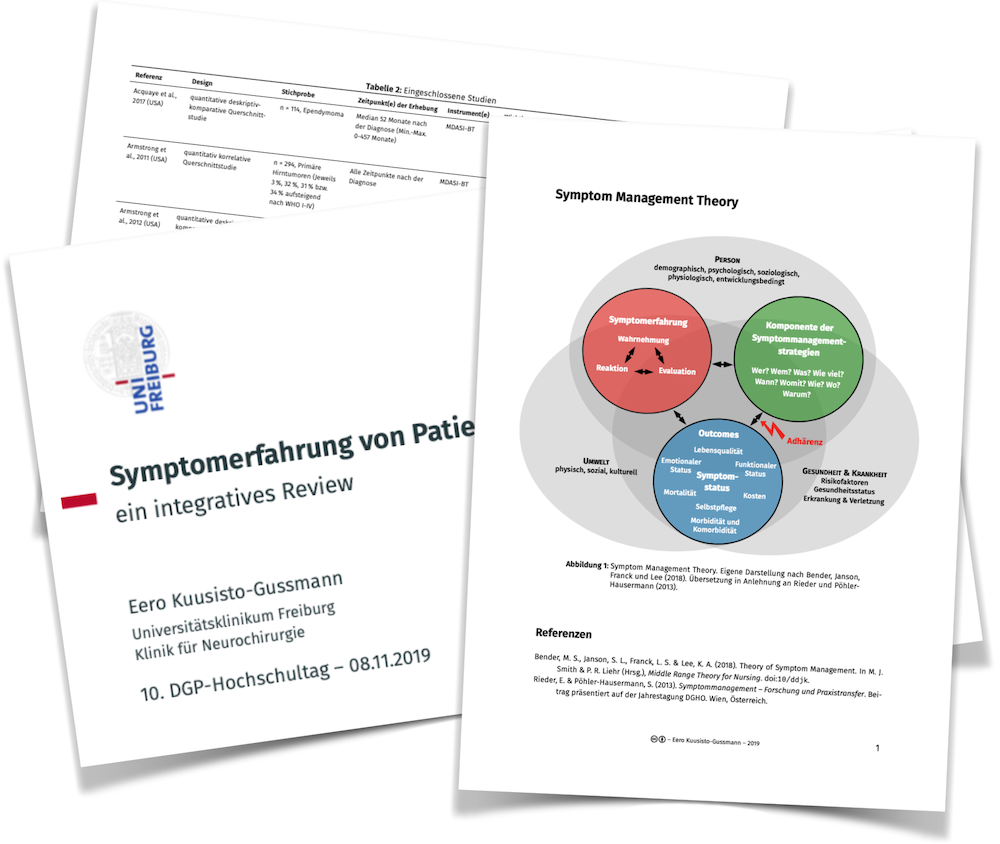 Tabelle 2: Eingeschlossene Studien
Referenz Design Stichprobe Zeitpunkt(e) der Erhebung Instrument(e)
Acquaye et al.,
2017 (USA)
quantitative deskriptiv-
komparative Querschnitt-
studie
n = 114, Ependymoma
Median 52 Monate nach
der Diagnose (Min.-Max.
0-457 Monate)
MDASI-BT
Armstrong et
al., 2011 (USA)
quantitativ korrelative
Querschnittstudie
n = 294, Primäre
Hirntumoren (Jeweils
3 %, 32 %, 31 % bzw.
34 % aufsteigend
nach WHO I-IV)
Alle Zeitpunkte nach der
Diagnose
MDASI-BT
Armstrong et
al., 2012 (USA)
quantitative
UNI
FREIBURG
Symptomerfahrung von Patie
ein integratives Review
Eero Kuusisto-Gussmann
Universitätsklinikum Freiburg
Klinik für Neurochirurgie
10. DGP-Hochschultag – 08.11.2019
Symptom Management Theory
PERSON
demographisch, psychologisch, soziologisch,
physiologisch, entwicklungsbedingt
Symptomerfahrung
Wahrnehmung
Reaktion
Evaluation
Komponente der
Symptommanagement-
strategien
Wer? Wem? Was? Wie viel?
Wann? Womit? Wie? Wo?
Warum?
Adhärenz
Outcomes
Lebensqualität
Emotionaler
Status
Funktionaler
Status
Symptom-
status
Mortalität
Kosten
Selbstpflege
Morbidität und
Komorbidität
UMWELT
physisch, sozial, kulturell
GESUNDHEIT & KRANKHEIT
Risikofaktoren
Gesundheitsstatus
Erkrankung & Verletzung
Abbildung 1: Symptom Management Theory. Eigene Darstellung nach Bender, Janson,
Franck und Lee (2018). Übersetzung in Anlehnung an Rieder und Pöhler-
Hausermann (2013).
Referenzen
Bender, M. S., Janson, S. L., Franck, L. S. & Lee, K. A. (2018). Theory of Symptom Management. In M. J.
Smith & P. R. Liehr (Hrsg.), Middle Range Theory for Nursing. doi:10/ddjk.
Rieder, E. & Pöhler-Hausermann, S. (2013). Symptommanagement – Forschung und Praxistransfer. Bei-
trag präsentiert auf der Jahrestagung DGHO. Wien, Österreich.
– Eero Kuusisto-Gussmann – 2019
1